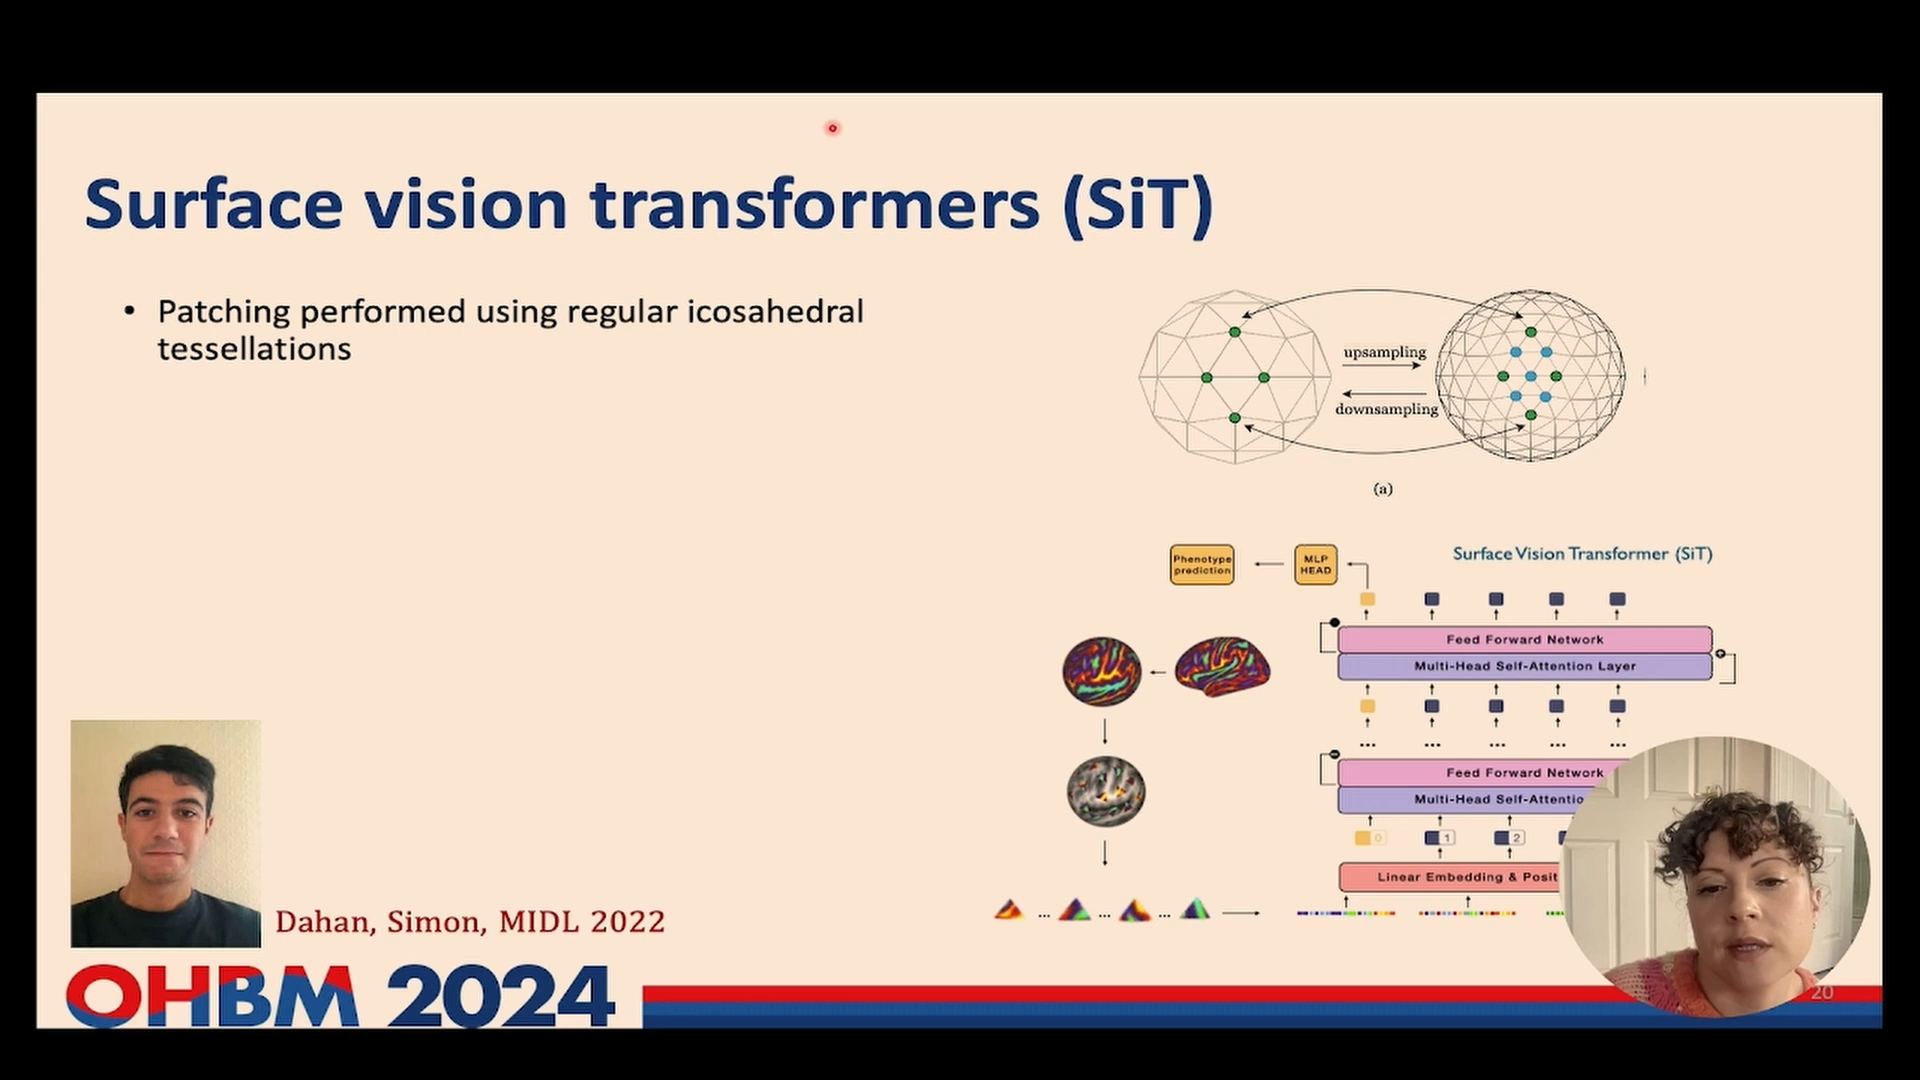 Surface vision transformers (SiT)
• Patching performed using regular icosahedral
tessellations
upsampling
downsampling
(a)
Surface Vision Transformer (SiT)
Phenotype
prediction
MLP
HEAD
Feed Forward Network
Multi-Head Self-Attention Layer
... ... ... ... ...
Feed Forward Network
Multi-Head Self-Attentio
0 1 2
Linear Embedding & Posit
... ... ...
Dahan, Simon, MIDL 2022
OHBM 2024
20